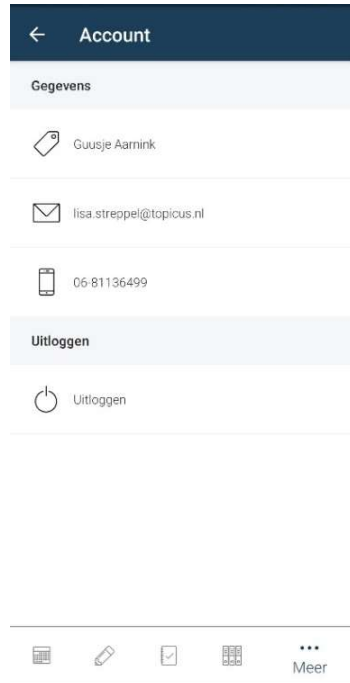 Account
Gegevens
Guusje Aarnink
lisa.streppel@topicus.nl
06-81136499
Uitloggen
Uitloggen
Meer